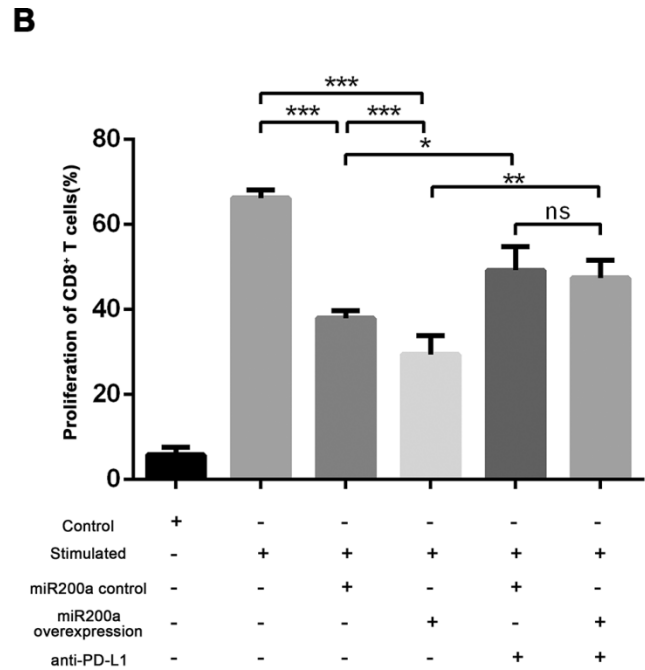 B
***
*** ***
*
**
ns
Proliferation of CD8⁺ T cells(%)
80
60
40
20
0
Control + - - - - -
Stimulated - + + + + +
miR200a control - - + - + -
miR200a
overexpression - - - + - +
anti-PD-L1 - - - - + +